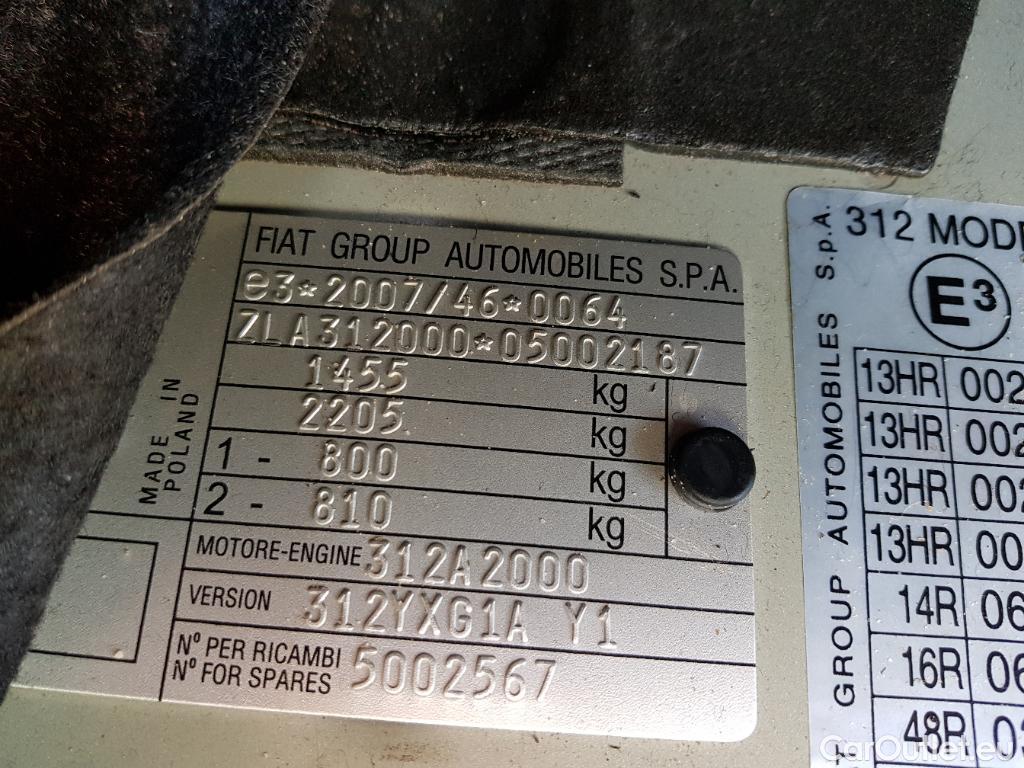 FIAT GROUP AUTOMOBILES S.P.A.
e3*2007/46*0064
ZLA312000*05002187
1455 kg
2205 kg
1 - 800 kg
2 - 810 kg
MADE IN
POLAND
MOTORE-ENGINE 312A2000
VERSION 312YXG1A Y1
N° PER RICAMBI
N° FOR SPARES 5002567
GROUP AUTOMOBILES S.p.A.
312 MODE
E3
13HR 002
13HR 002
13HR 002
13HR 00
14R 06
16R 06
48R 03
CarOutlet.eu